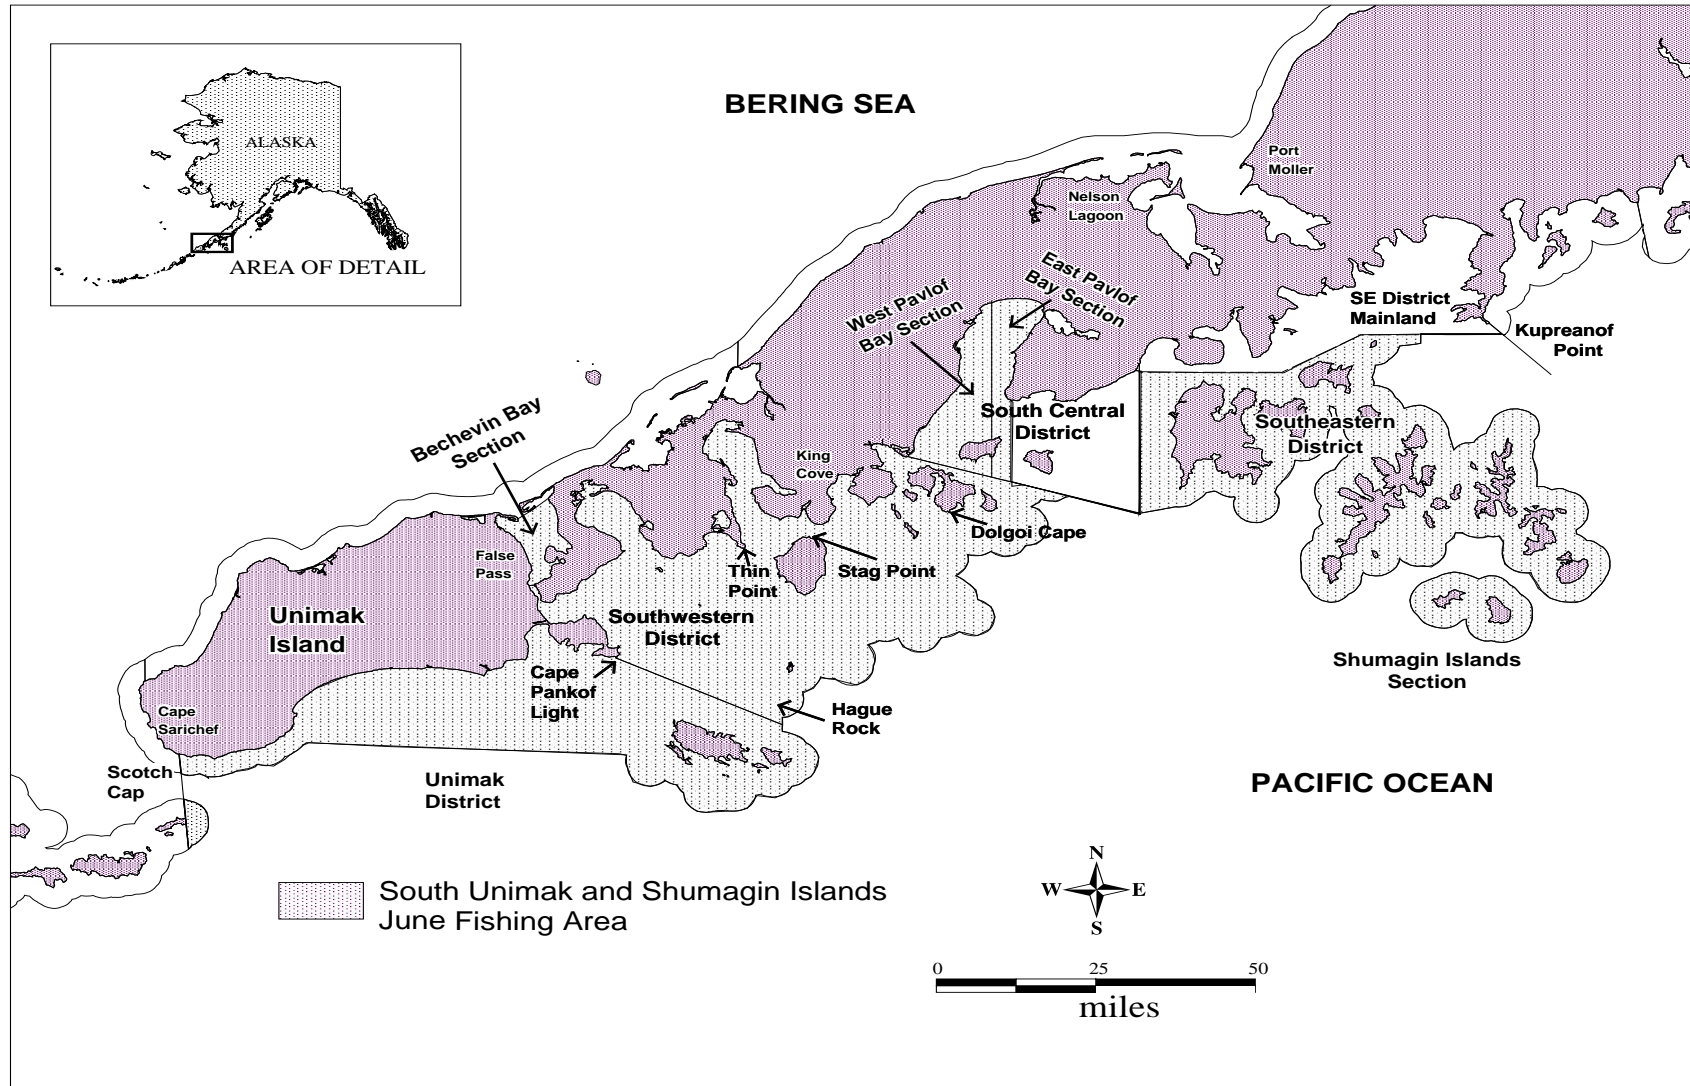 BERING SEA
ALASKA
AREA OF DETAIL
Port
Moller
Nelson
Lagoon
East Pavlof
Bay Section
West Pavlof
Bay Section
SE District
Mainland
Kupreanof
Point
South Central
District
Southeastern
District
Bechevin Bay
Section
King
Cove
Dolgoi Cape
False
Pass
Thin
Point
Stag Point
Unimak
Island
Southwestern
District
Shumagin Islands
Section
Cape
Pankof
Light
Cape
Sarichef
Hague
Rock
Scotch
Cap
Unimak
District
PACIFIC OCEAN
South Unimak and Shumagin Islands
June Fishing Area
N
W E
S
0 25 50
miles